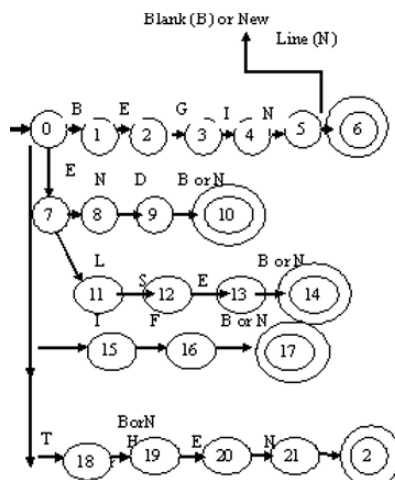 Blank (B) or New
Line (N)
B E G I N
0 1 2 3 4 5 6
E N D B or N
7 8 9 10
L S E B or N
11 12 13 14
I F B or N
15 16 17
BorN
T H E N
18 19 20 21 2